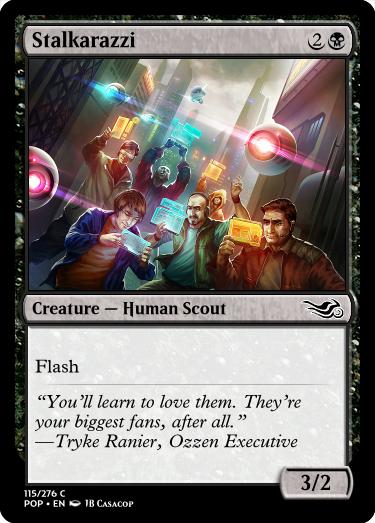 Stalkarazzi 2
Creature — Human Scout
Flash
“You’ll learn to love them. They’re
your biggest fans, after all.”
—Tryke Ranier, Ozzen Executive
3/2
115/276 C
POP • EN JB Casacop